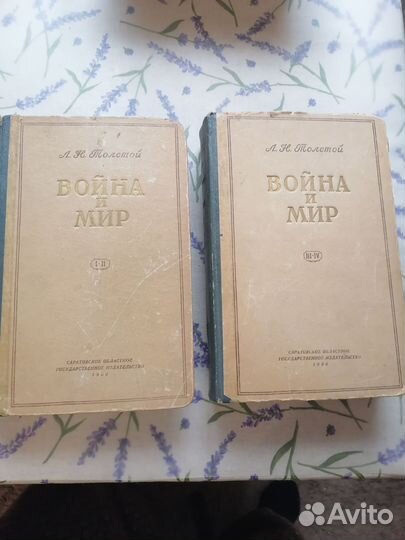 Л. Н. Толстой
ВОЙНА
И
МИР
I-II
САРАТОВСКОЕ ОБЛАСТНОЕ
ГОСУДАРСТВЕННОЕ ИЗДАТЕЛЬСТВО
Л. Н. Толстой
ВОЙНА
И
МИР
III-IV
САРАТОВСКОЕ ОБЛАСТНОЕ
ГОСУДАРСТВЕННОЕ ИЗДАТЕЛЬСТВО
Avito